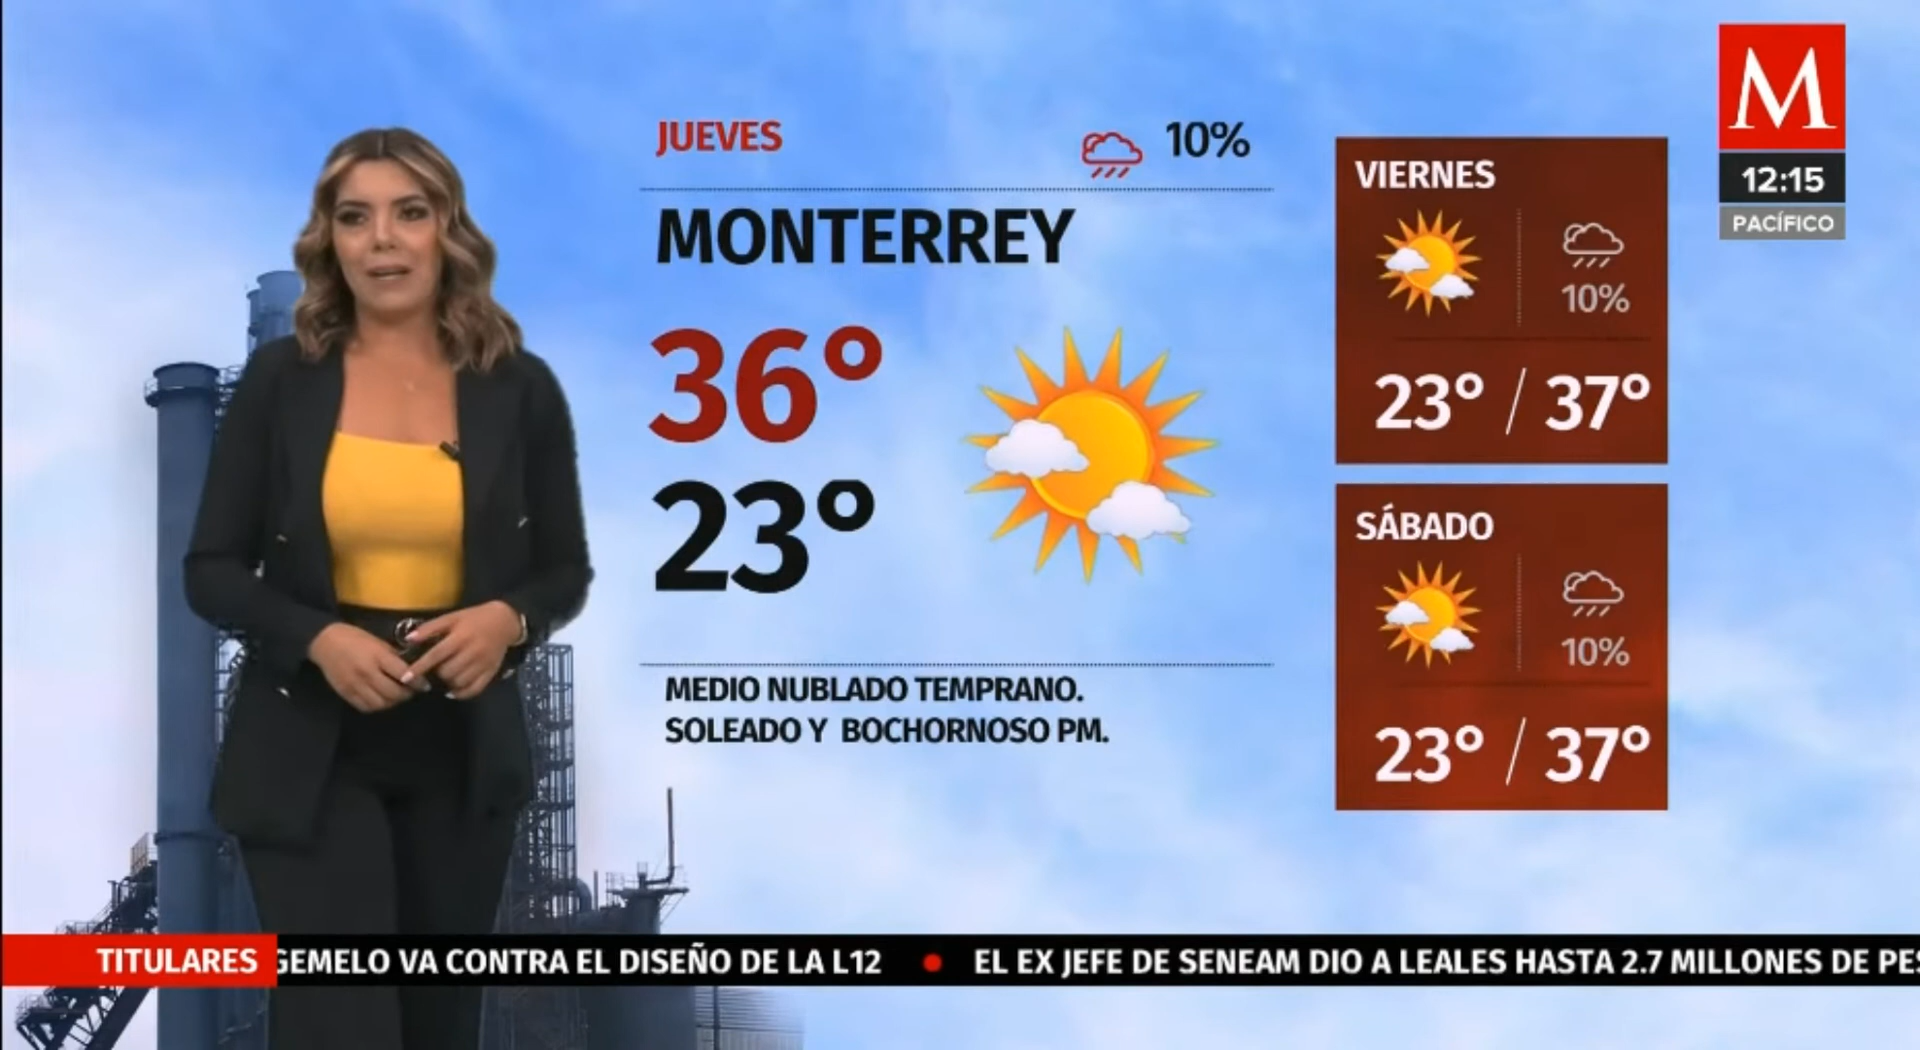 JUEVES 10%
MONTERREY
36°
23°
MEDIO NUBLADO TEMPRANO.
SOLEADO Y BOCHORNOSO PM.
VIERNES
10%
23° / 37°
SÁBADO
10%
23° / 37°
M
12:15
PACÍFICO
TITULARES GEMELO VA CONTRA EL DISEÑO DE LA L12 • EL EX JEFE DE SENEAM DIO A LEALES HASTA 2.7 MILLONES DE